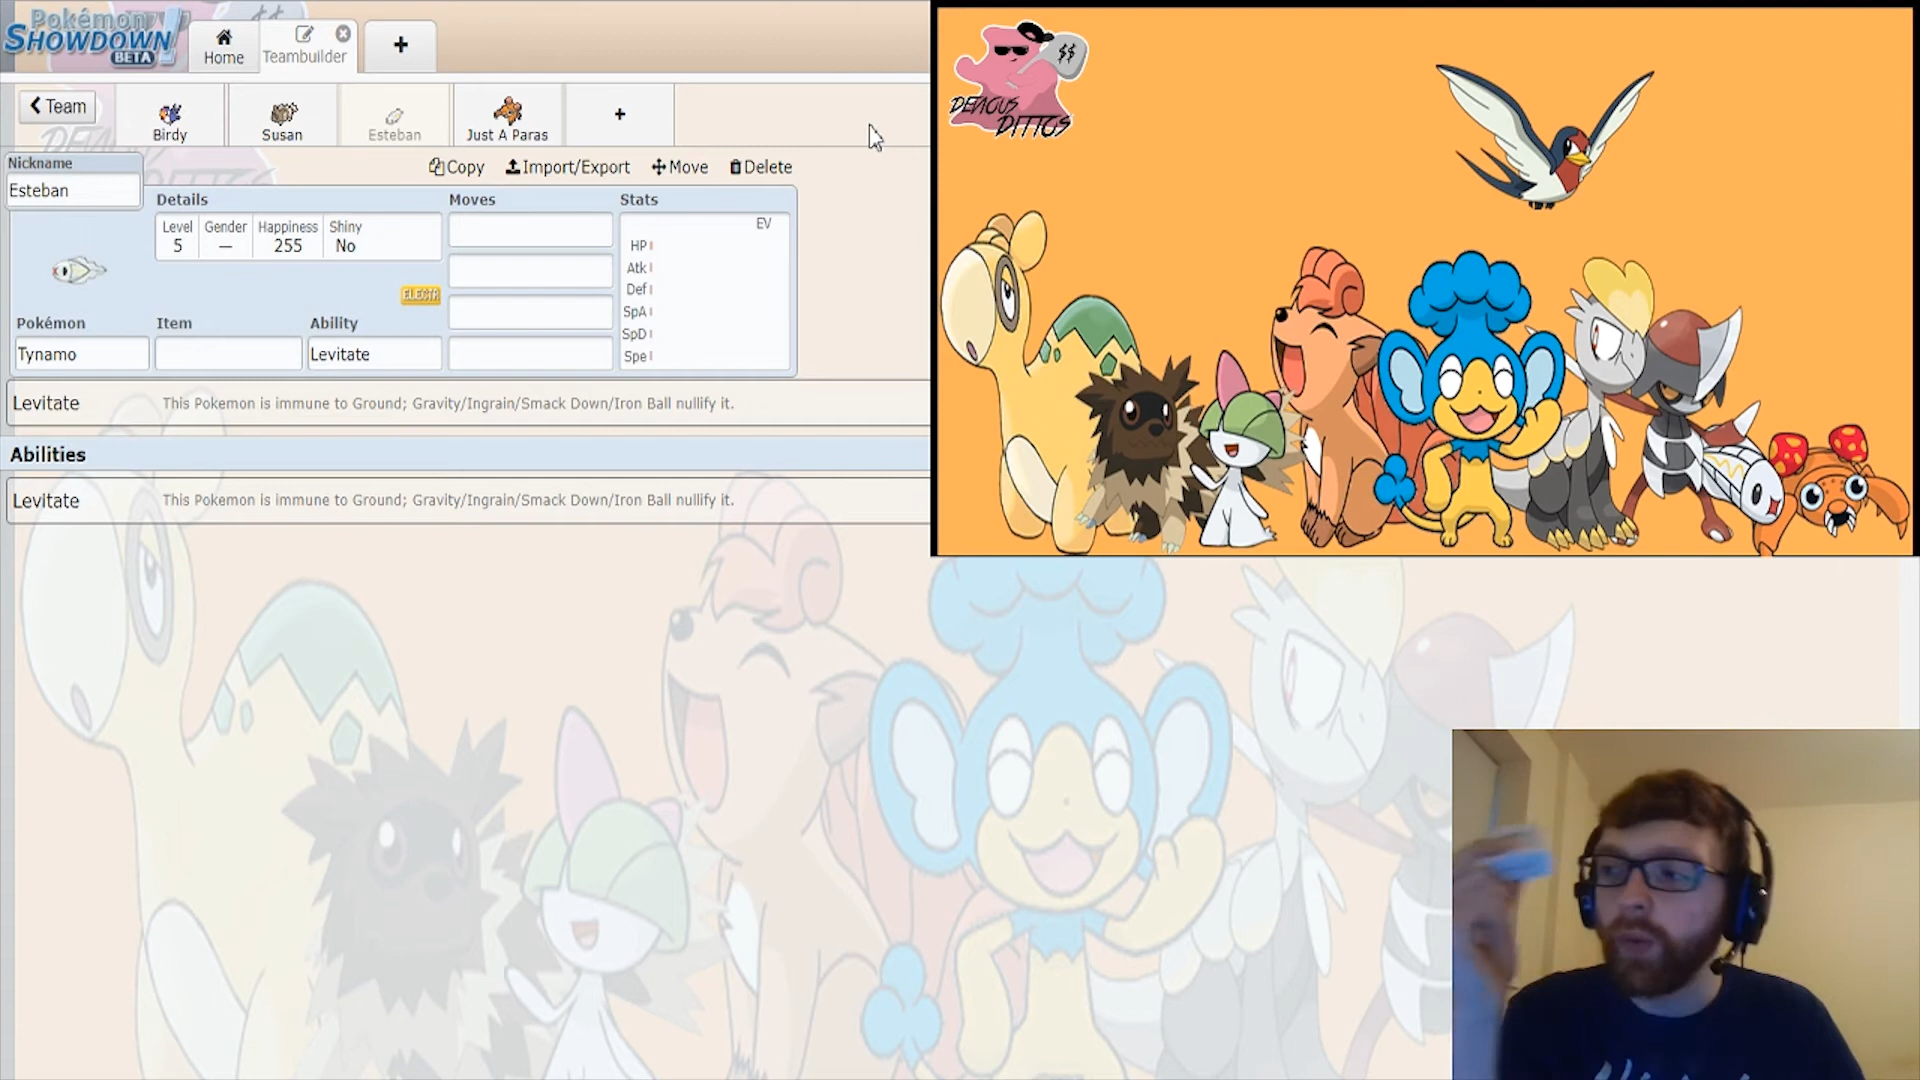 Pokémon
SHOWDOWN!
BETA
Home
Teambuilder
+
Team
Birdy
Susan
Esteban
Just A Paras
+
Nickname
Esteban
Copy
Import/Export
Move
Delete
Details
Moves
Stats
Level
Gender
Happiness
Shiny
5
—
255
No
EV
HP
Atk
Def
SpA
SpD
Spe
ELECTR
Pokémon
Item
Ability
Tynamo
Levitate
Levitate
This Pokemon is immune to Ground; Gravity/Ingrain/Smack Down/Iron Ball nullify it.
Abilities
Levitate
This Pokemon is immune to Ground; Gravity/Ingrain/Smack Down/Iron Ball nullify it.
$$
DITTOS